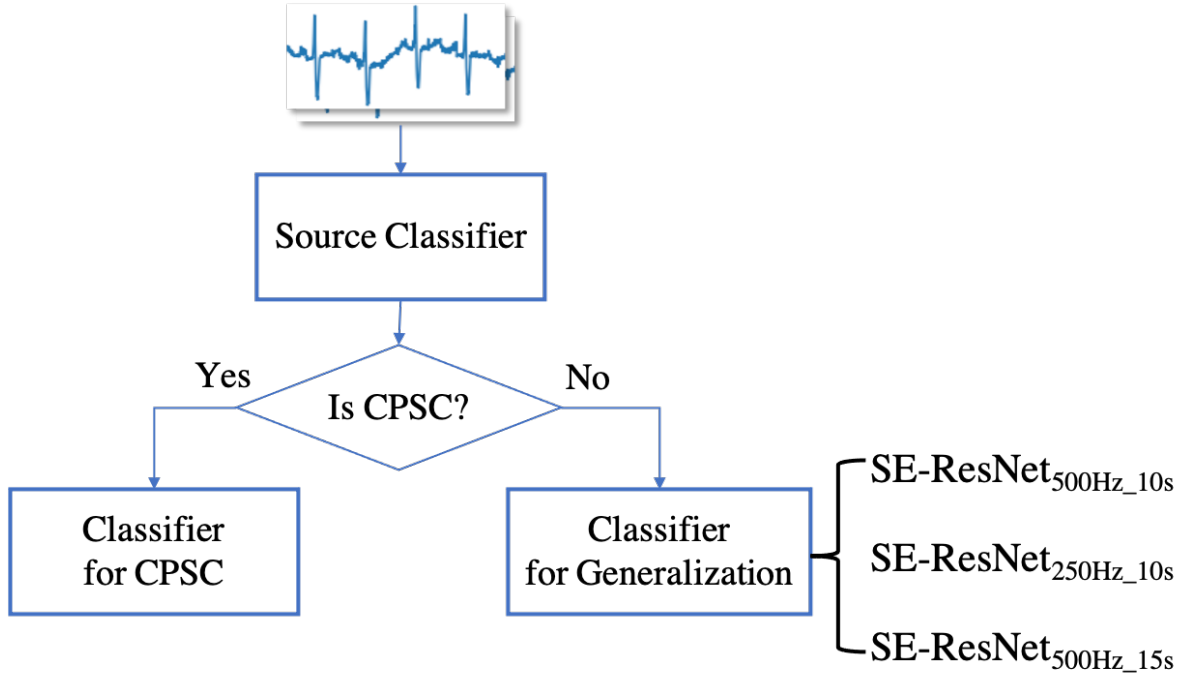 Source Classifier
Yes
No
Is CPSC?
Classifier
for CPSC
Classifier
for Generalization
SE-ResNet500Hz_10s
SE-ResNet250Hz_10s
SE-ResNet500Hz_15s